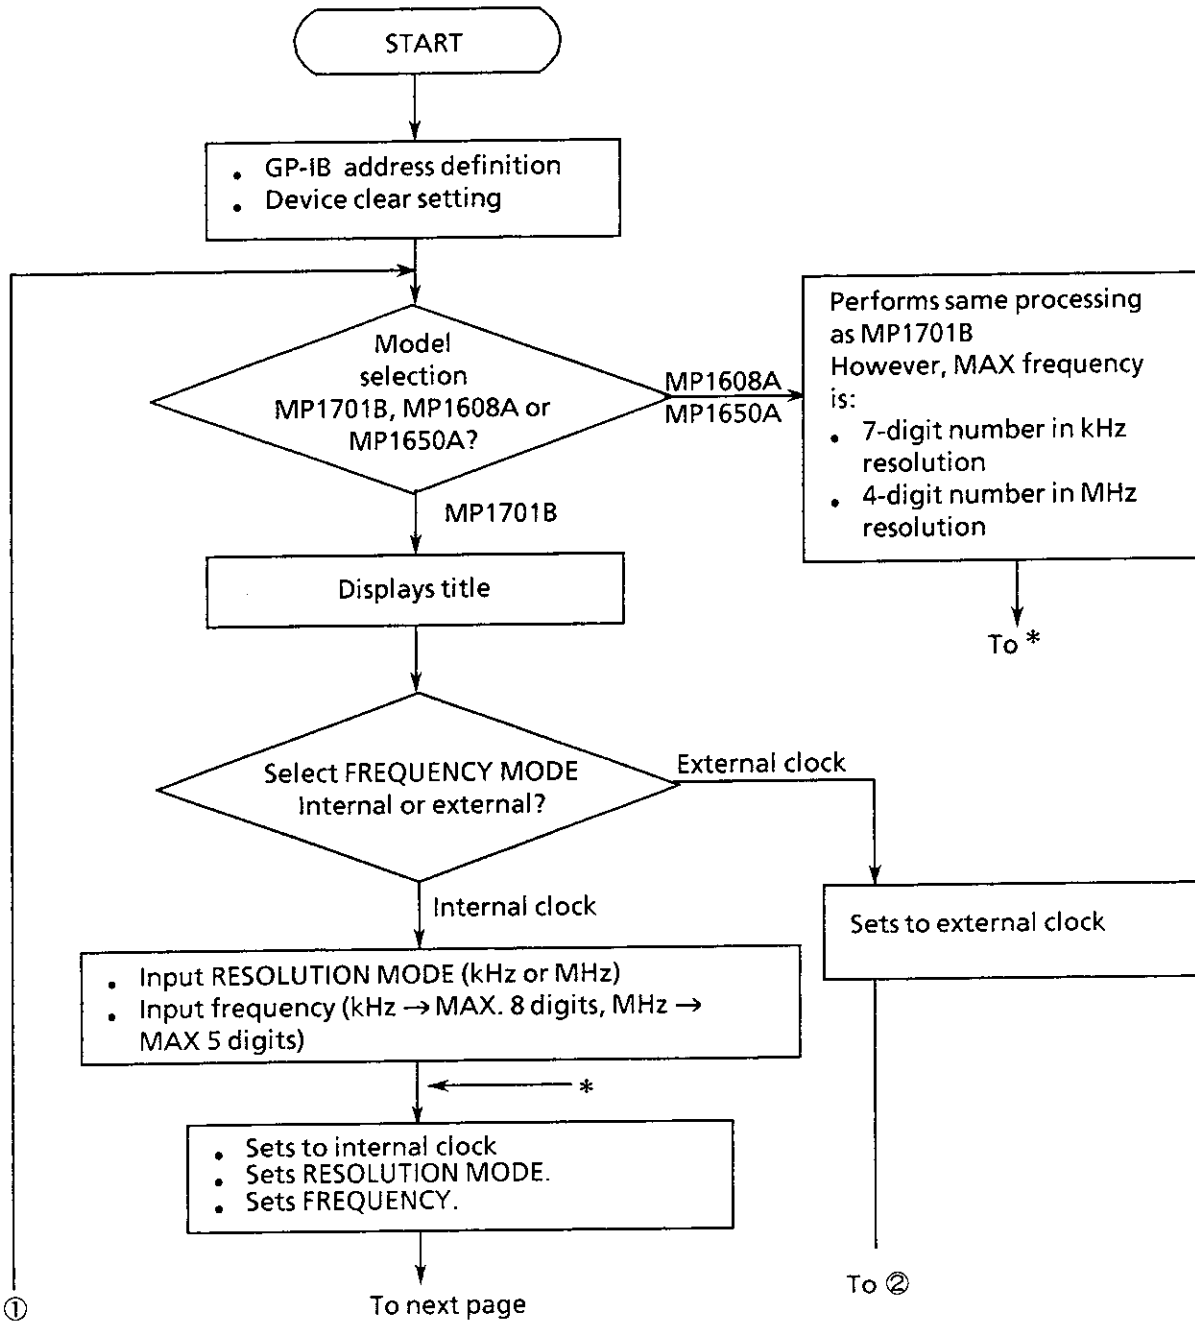 START
• GP-IB address definition
• Device clear setting
Model
selection
MP1701B, MP1608A or
MP1650A?
MP1608A
MP1650A
Performs same processing
as MP1701B
However, MAX frequency
is:
• 7-digit number in kHz
resolution
• 4-digit number in MHz
resolution
To *
MP1701B
Displays title
Select FREQUENCY MODE
Internal or external?
External clock
Internal clock
Sets to external clock
• Input RESOLUTION MODE (kHz or MHz)
• Input frequency (kHz → MAX. 8 digits, MHz →
MAX 5 digits)
*
• Sets to internal clock
• Sets RESOLUTION MODE.
• Sets FREQUENCY.
①
To next page
To ②